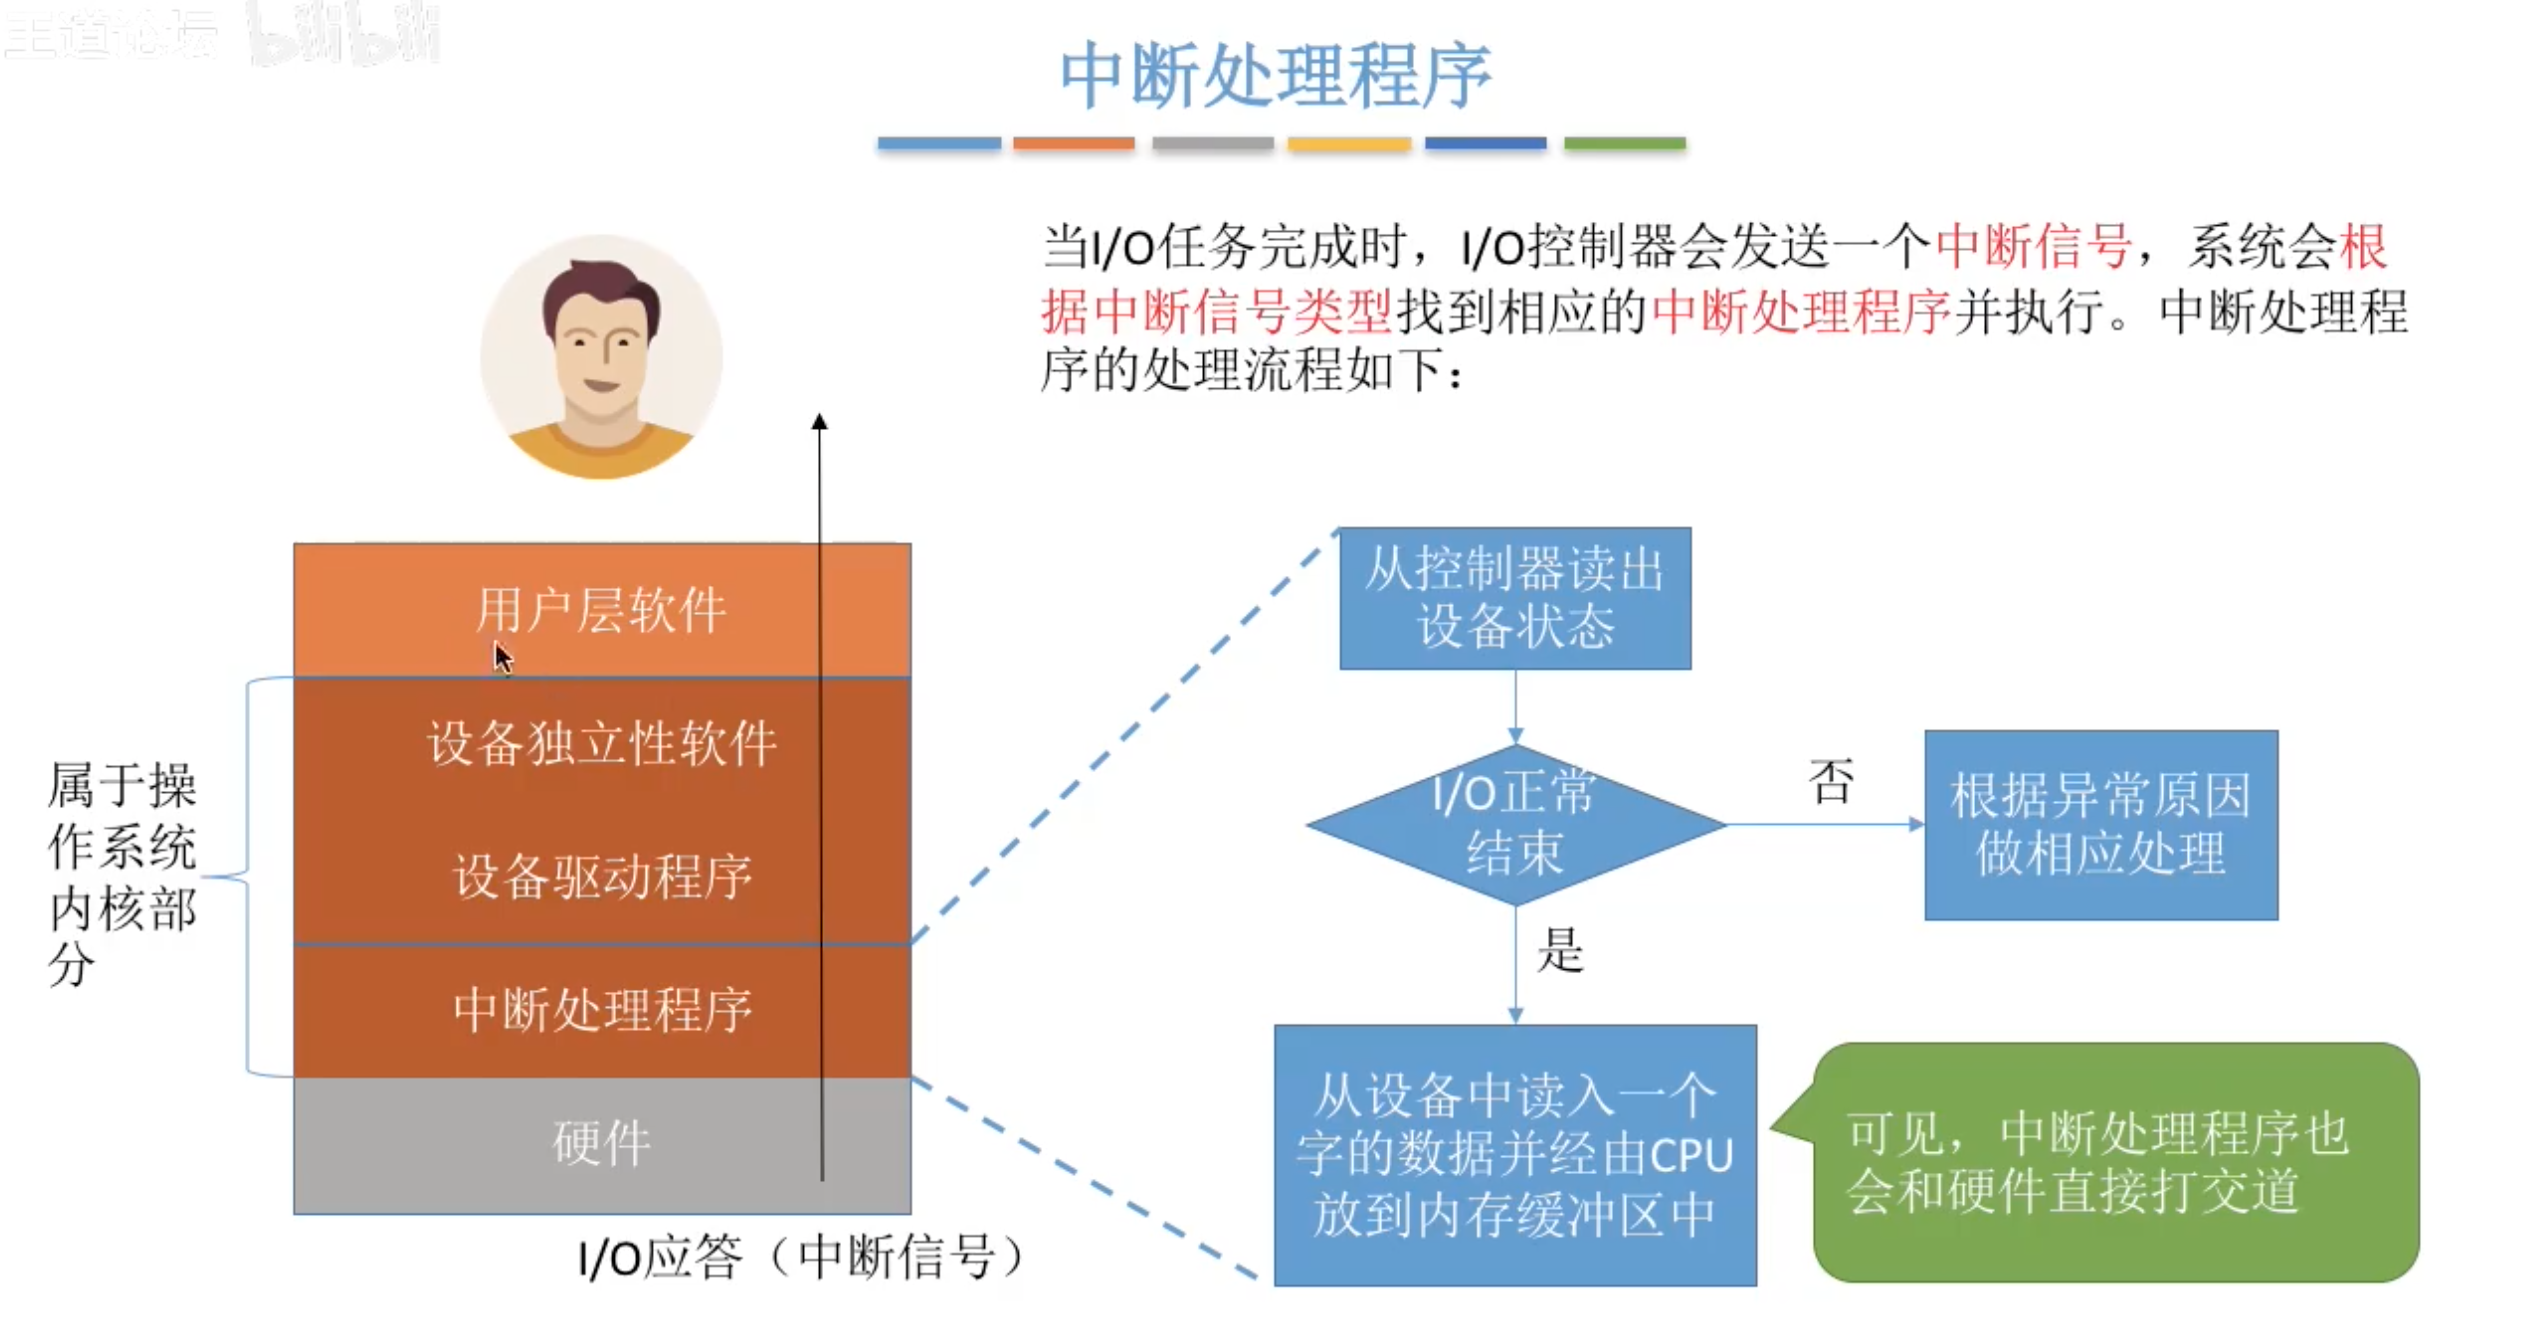 王道论坛 bilibili
中断处理程序
当I/O任务完成时，I/O控制器会发送一个中断信号，系统会根
据中断信号类型找到相应的中断处理程序并执行。中断处理程
序的处理流程如下：
用户层软件
设备独立性软件
设备驱动程序
中断处理程序
硬件
属于操
作系统
内核部
分
I/O应答（中断信号）
从控制器读出
设备状态
I/O正常
结束
否
根据异常原因
做相应处理
是
从设备中读入一个
字的数据并经由CPU
放到内存缓冲区中
可见，中断处理程序也
会和硬件直接打交道